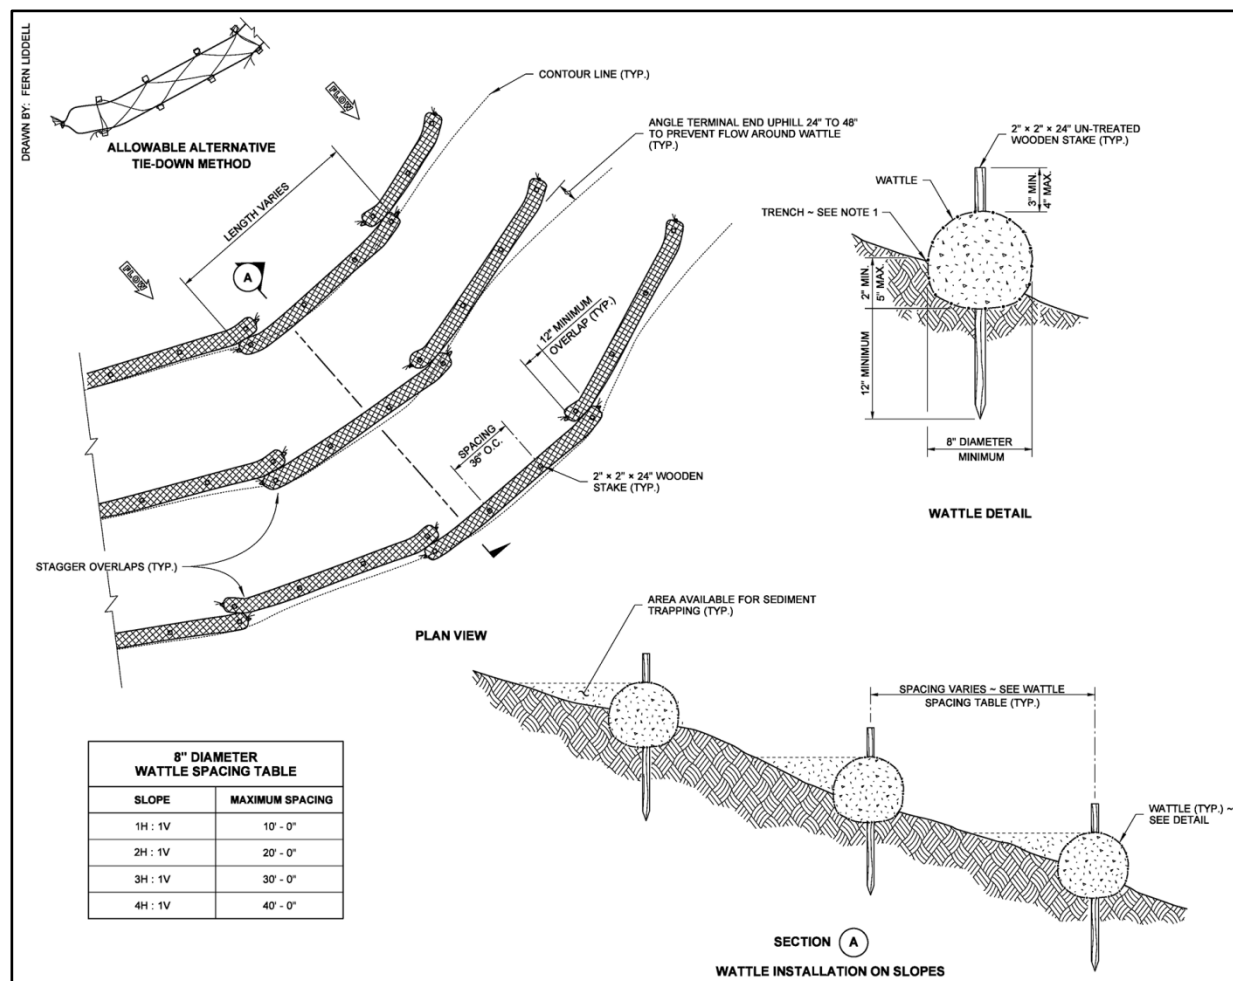 DRAWN BY: FERN LIDDELL
ALLOWABLE ALTERNATIVE
TIE-DOWN METHOD
FLOW
FLOW
LENGTH VARIES
A
CONTOUR LINE (TYP.)
ANGLE TERMINAL END UPHILL 24" TO 48"
TO PREVENT FLOW AROUND WATTLE
(TYP.)
12" MINIMUM
OVERLAP (TYP.)
SPACING
36" O.C.
2" × 2" × 24" WOODEN
STAKE (TYP.)
STAGGER OVERLAPS (TYP.)
PLAN VIEW
2" × 2" × 24" UN-TREATED
WOODEN STAKE (TYP.)
WATTLE
TRENCH ~ SEE NOTE 1
3" MIN.
4" MAX.
2" MIN.
5" MAX.
12" MINIMUM
8" DIAMETER
MINIMUM
WATTLE DETAIL
AREA AVAILABLE FOR SEDIMENT
TRAPPING (TYP.)
SPACING VARIES ~ SEE WATTLE
SPACING TABLE (TYP.)
WATTLE (TYP.) ~
SEE DETAIL
8" DIAMETER
WATTLE SPACING TABLE
SLOPE MAXIMUM SPACING
1H : 1V 10' - 0"
2H : 1V 20' - 0"
3H : 1V 30' - 0"
4H : 1V 40' - 0"
SECTION A
WATTLE INSTALLATION ON SLOPES